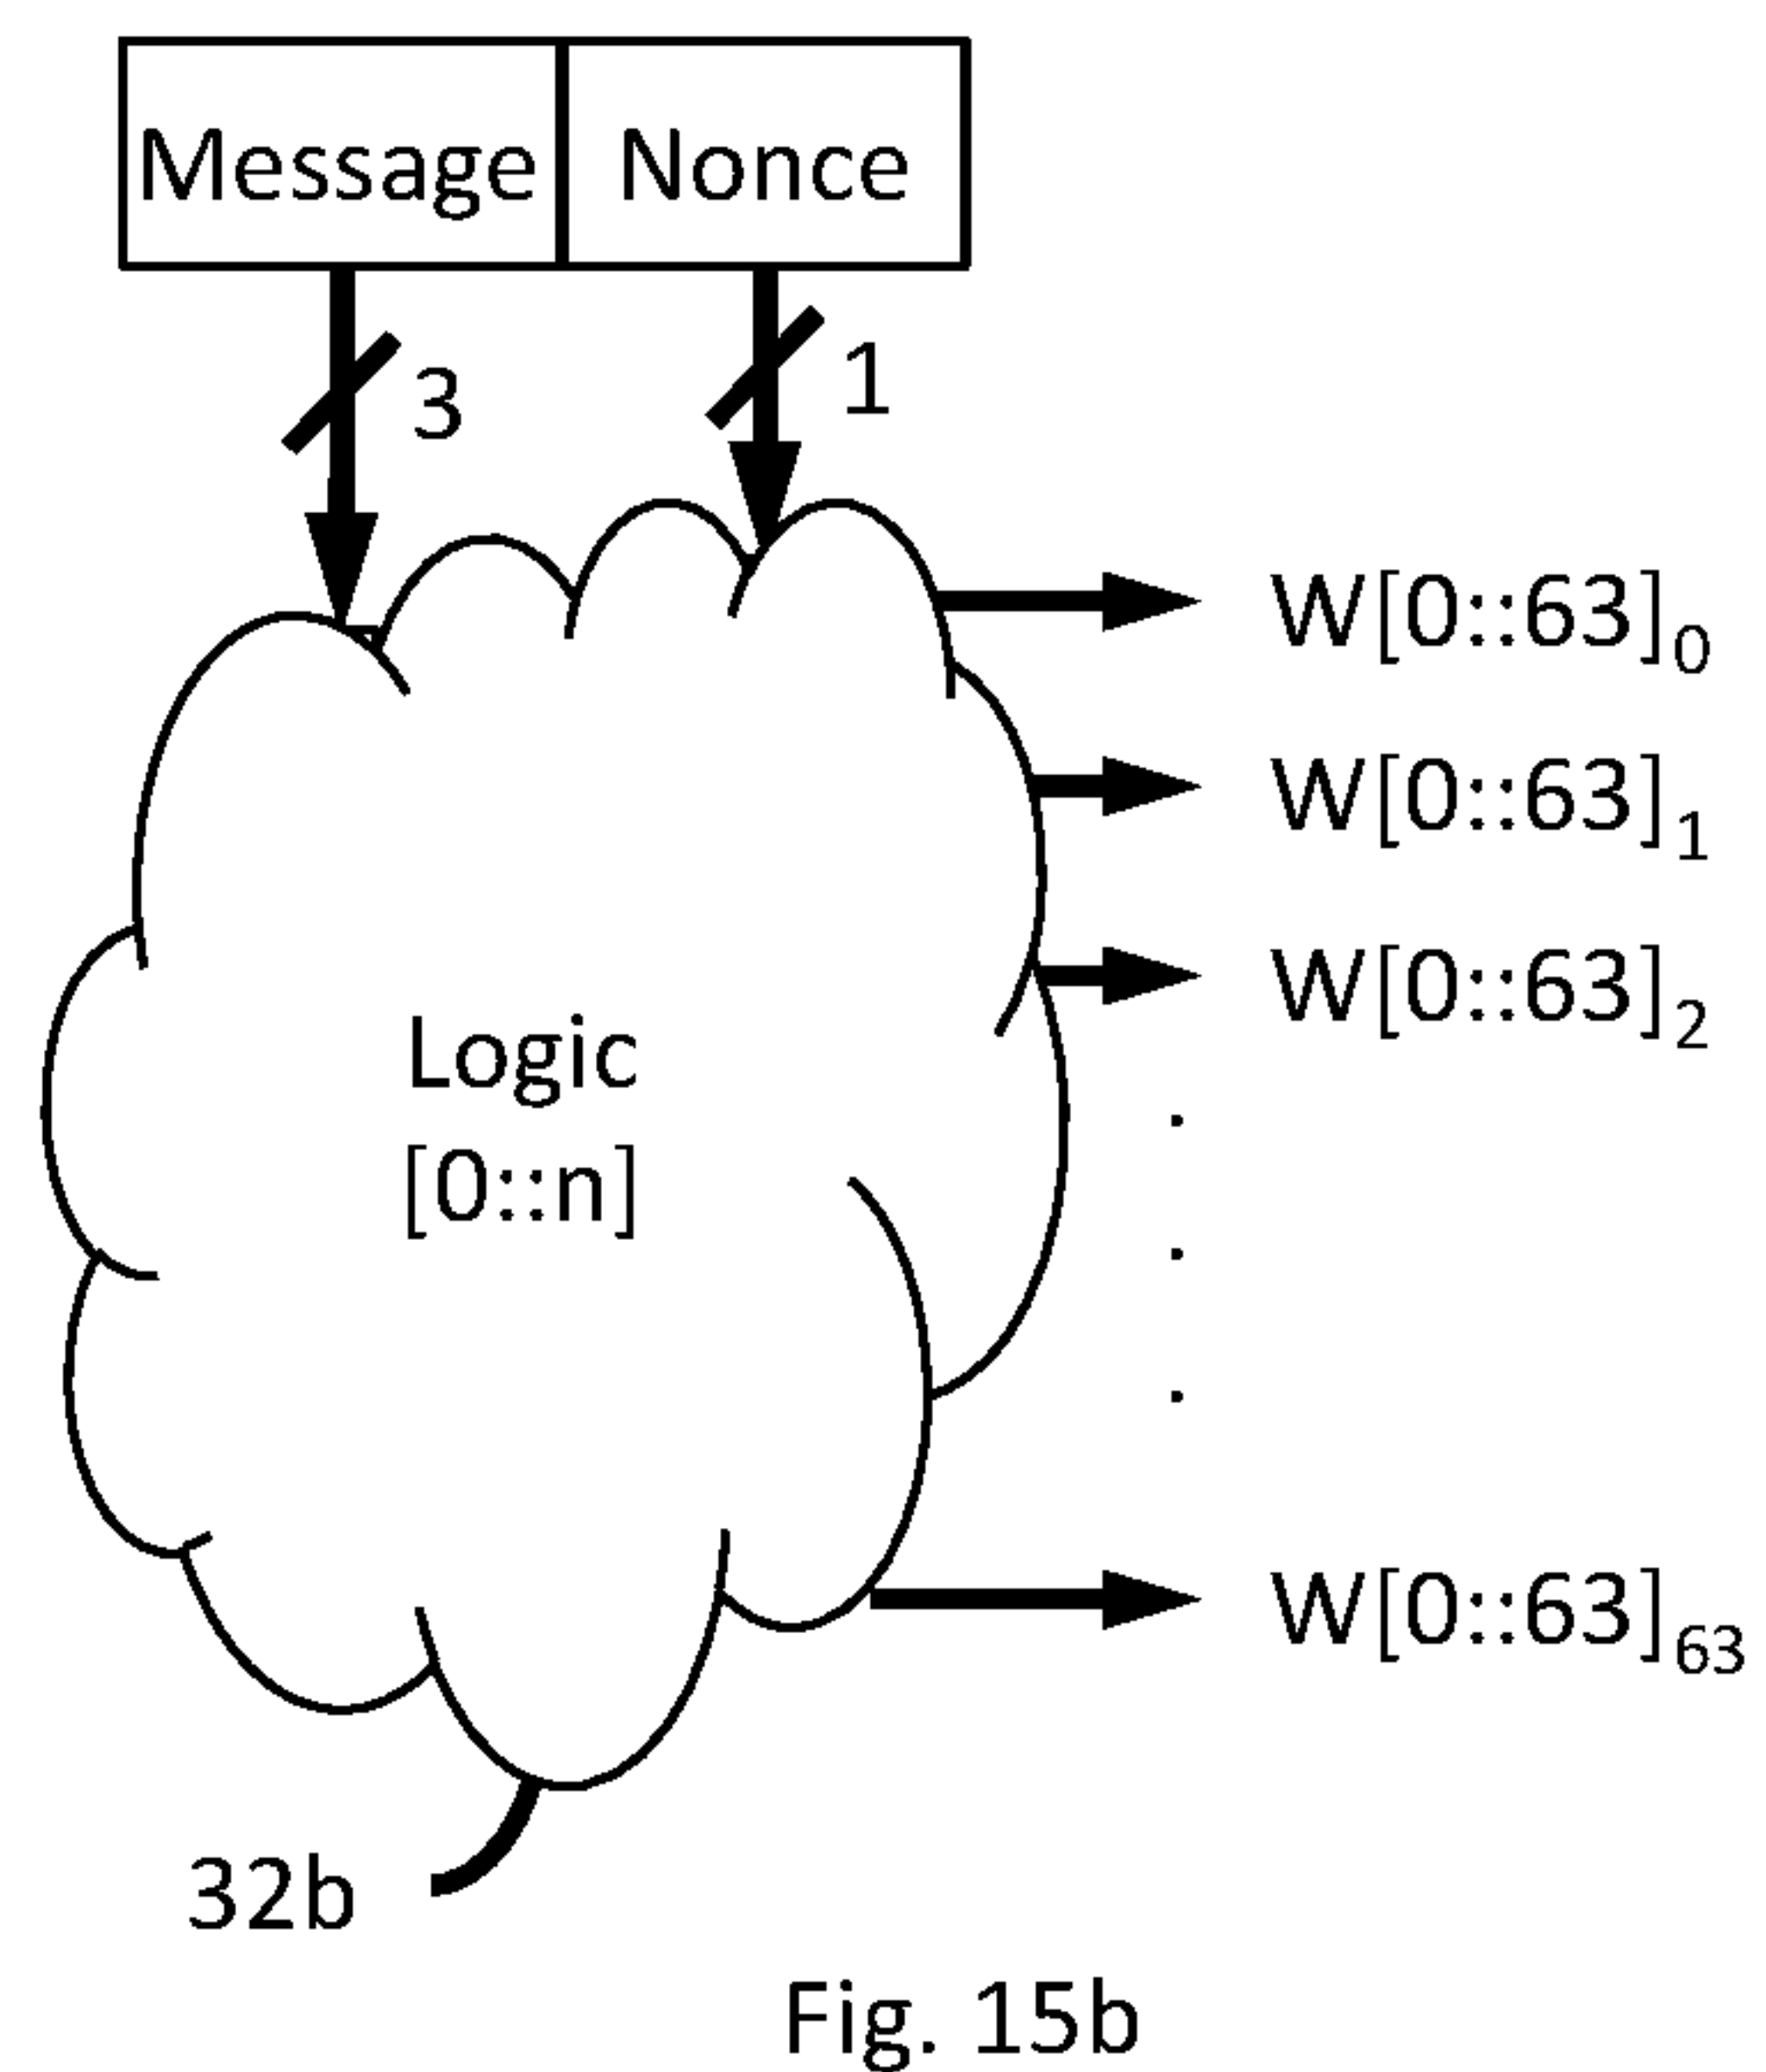 Message Nonce
3 1
W[0::63]0
W[0::63]1
W[0::63]2
Logic
[0::n]
.
.
.
W[0::63]63
32b
Fig. 15b